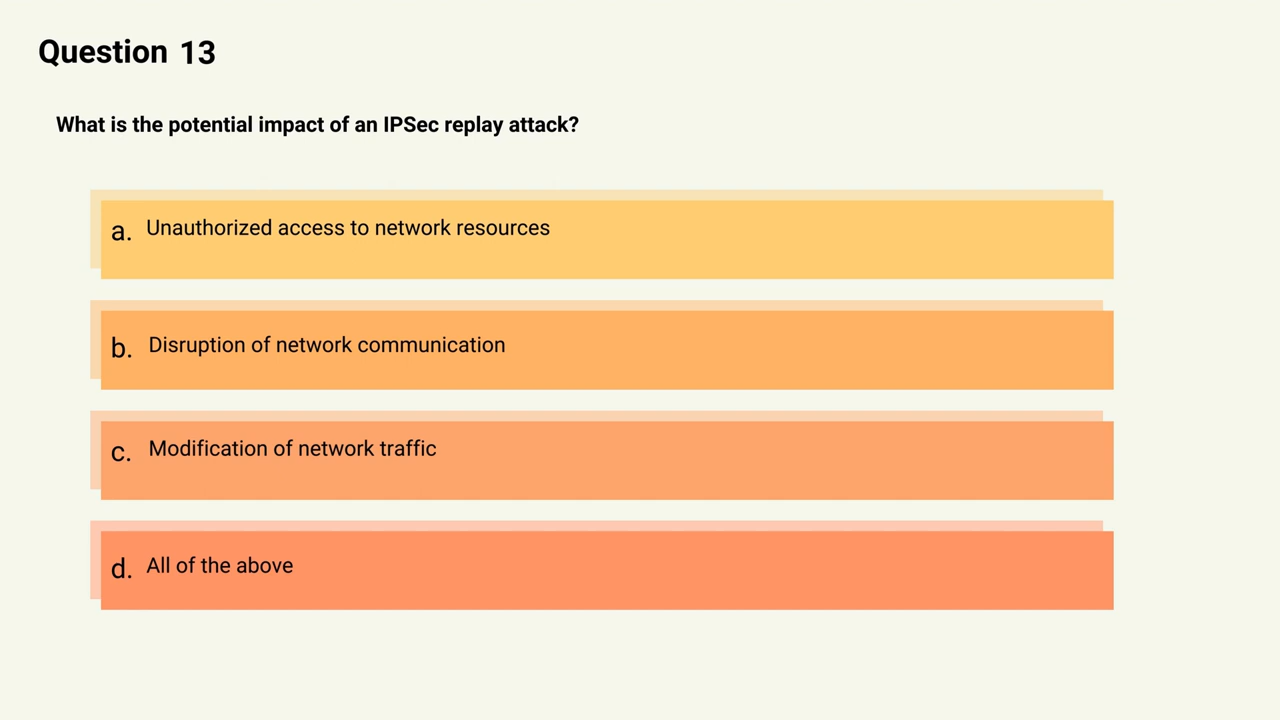 Question 13
What is the potential impact of an IPSec replay attack?
a. Unauthorized access to network resources
b. Disruption of network communication
c. Modification of network traffic
d. All of the above